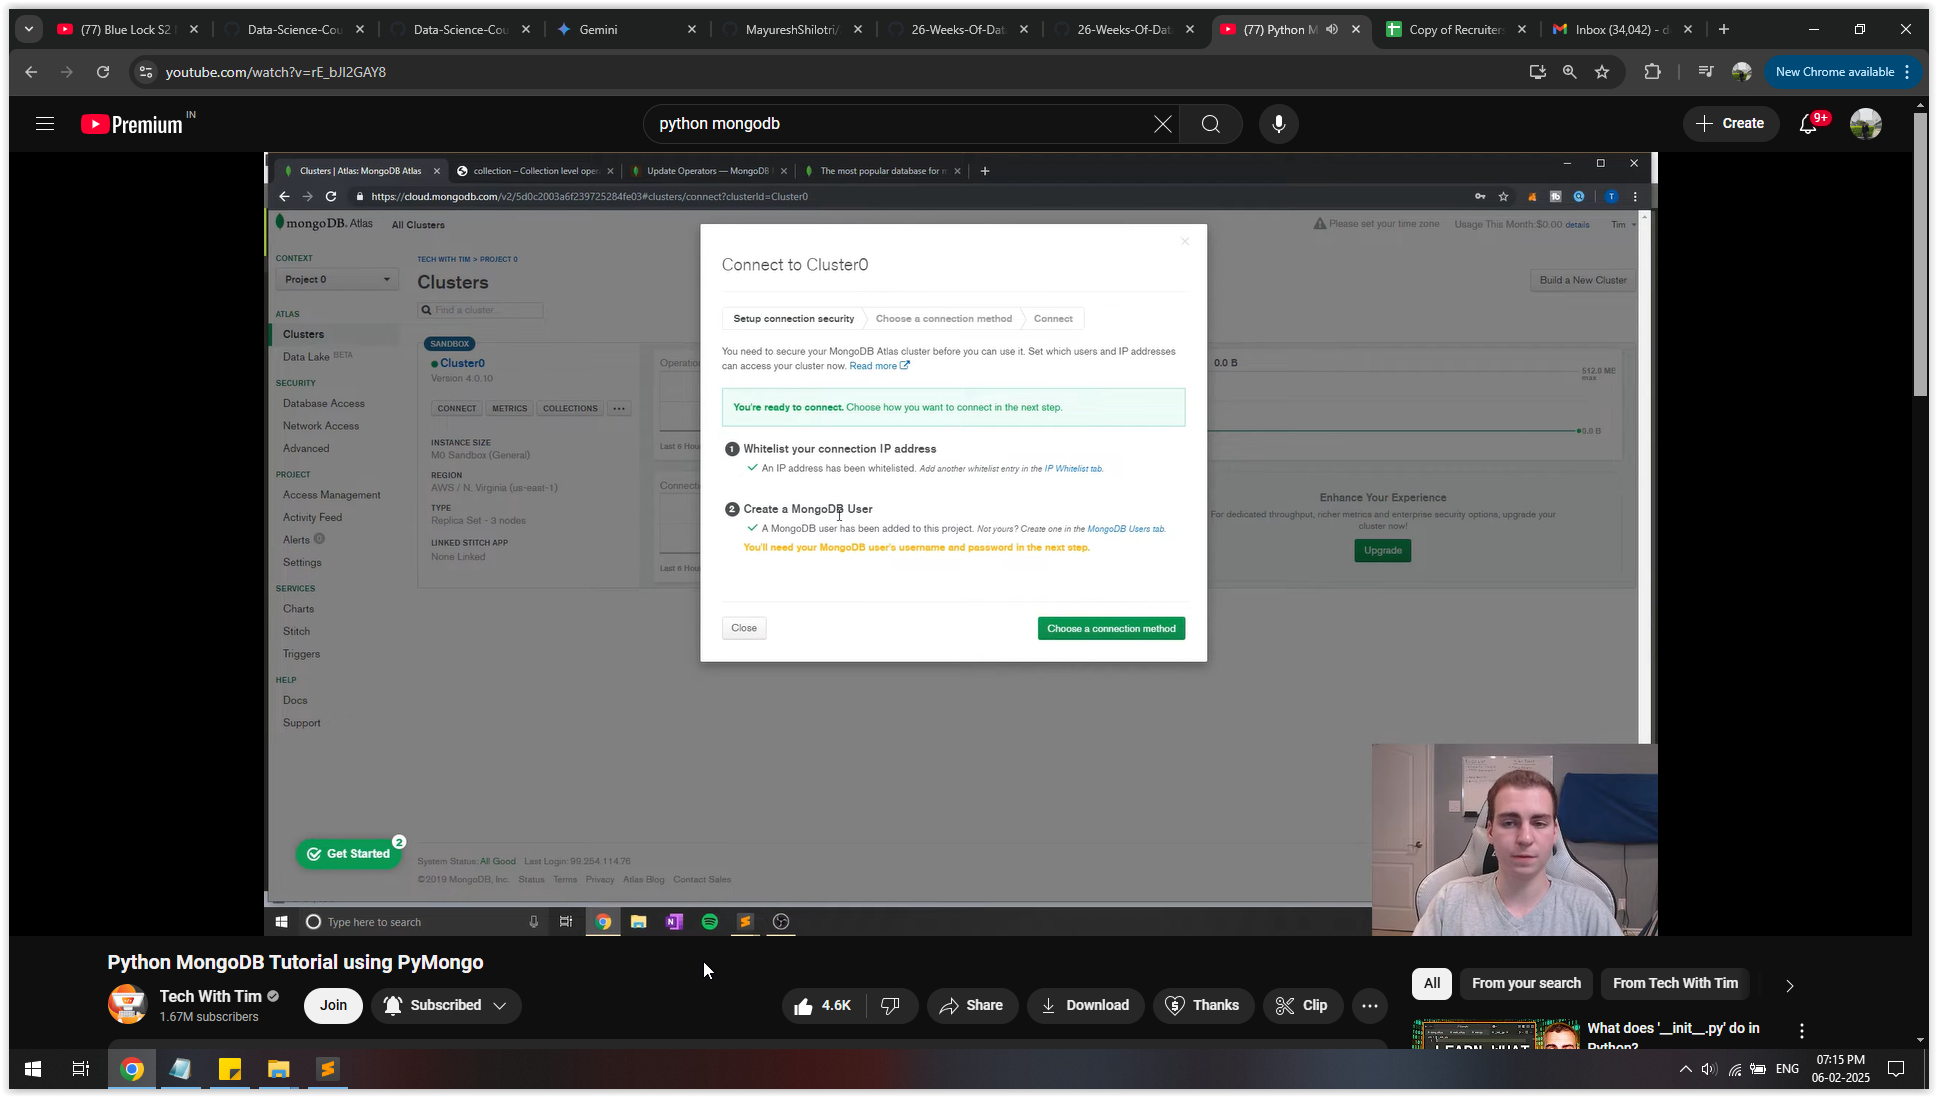 (77) Blue Lock S2
Data-Science-Cou
Data-Science-Cou
Gemini
MayureshShilotri/
26-Weeks-Of-Dat
26-Weeks-Of-Dat
(77) Python M
Copy of Recruiter
Inbox (34,042) - d
youtube.com/watch?v=rE_bJl2GAY8
New Chrome available
Premium IN
python mongodb
Create
9+
Clusters | Atlas: MongoDB Atlas
collection – Collection level oper
Update Operators — MongoDB
The most popular database for m
https://cloud.mongodb.com/v2/5d0c2003a6f239725284fe03#clusters/connect?clusterId=Cluster0
mongoDB. Atlas
All Clusters
Please set your time zone
Usage This Month:$0.00 details
Tim
CONTEXT
Project 0
ATLAS
Clusters
Data Lake BETA
SECURITY
Database Access
Network Access
Advanced
PROJECT
Access Management
Activity Feed
Alerts 0
Settings
SERVICES
Charts
Stitch
Triggers
HELP
Docs
Support
TECH WITH TIM > PROJECT 0
Clusters
Find a cluster...
Build a New Cluster
SANDBOX
Cluster0
Version 4.0.10
CONNECT
METRICS
COLLECTIONS
...
INSTANCE SIZE
M0 Sandbox (General)
REGION
AWS / N. Virginia (us-east-1)
TYPE
Replica Set - 3 nodes
LINKED STITCH APP
None Linked
Operatio
Last 6 Hour
Connecti
Last 6 Hour
Connect to Cluster0
Setup connection security
Choose a connection method
Connect
You need to secure your MongoDB Atlas cluster before you can use it. Set which users and IP addresses
can access your cluster now. Read more
You're ready to connect. Choose how you want to connect in the next step.
1 Whitelist your connection IP address
An IP address has been whitelisted. Add another whitelist entry in the IP Whitelist tab.
2 Create a MongoDB User
A MongoDB user has been added to this project. Not yours? Create one in the MongoDB Users tab.
You'll need your MongoDB user's username and password in the next step.
Close
Choose a connection method
0.0 B
512.0 MB
max
0.0 B
Enhance Your Experience
For dedicated throughput, richer metrics and enterprise security options, upgrade your
cluster now!
Upgrade
Get Started
2
System Status: All Good Last Login: 99.254.114.76
©2019 MongoDB, Inc. Status Terms Privacy Atlas Blog Contact Sales
Type here to search
Python MongoDB Tutorial using PyMongo
Tech With Tim
1.67M subscribers
Join
Subscribed
4.6K
Share
Download
Thanks
Clip
All
From your search
From Tech With Tim
What does '__init__.py' do in
Python?
LEARN WHAT
ENG
07:15 PM
06-02-2025